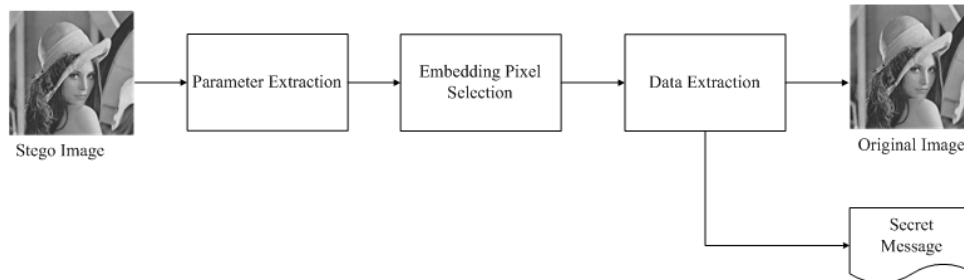 Stego Image
Parameter Extraction
Embedding Pixel
Selection
Data Extraction
Original Image
Secret
Message